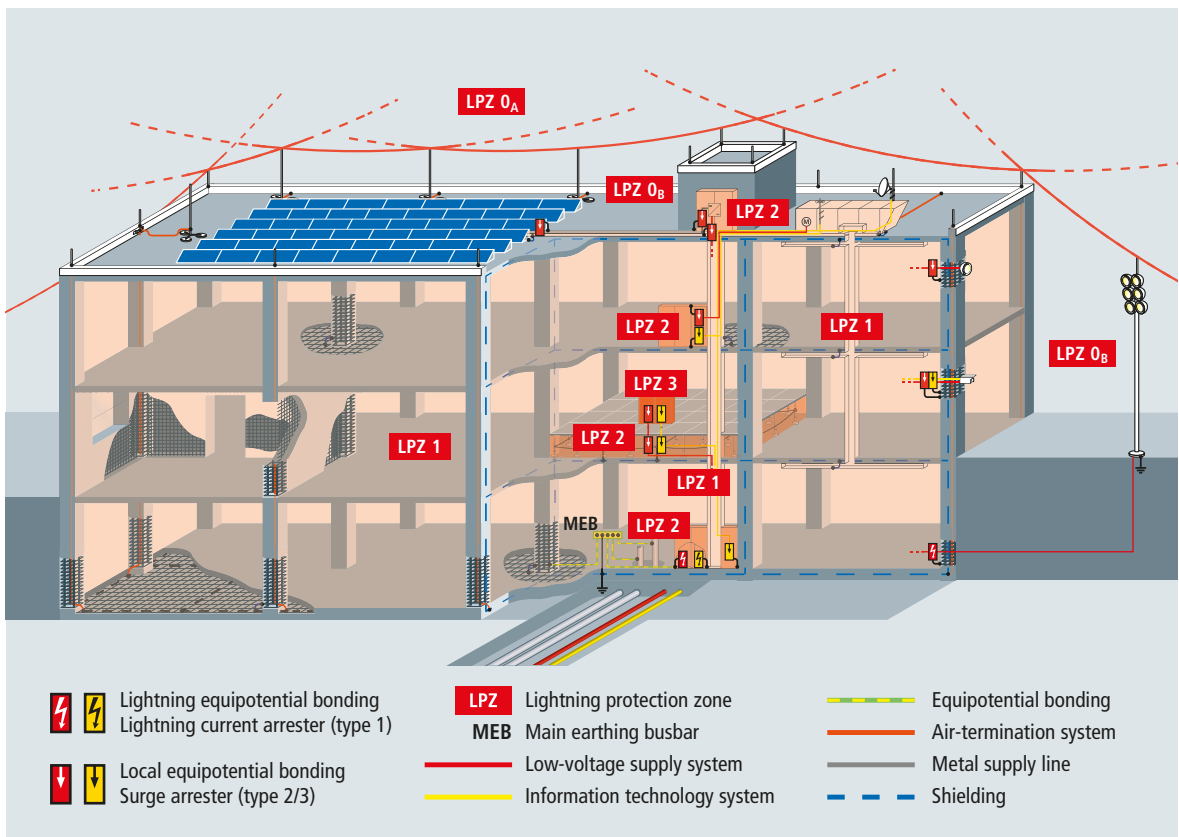 LPZ 0A
LPZ 0B
LPZ 2
LPZ 2
LPZ 1
LPZ 0B
LPZ 3
LPZ 1
LPZ 2
LPZ 1
MEB
LPZ 2
M
Lightning equipotential bonding
Lightning current arrester (type 1)
Local equipotential bonding
Surge arrester (type 2/3)
LPZ Lightning protection zone
MEB Main earthing busbar
Low-voltage supply system
Information technology system
Equipotential bonding
Air-termination system
Metal supply line
Shielding